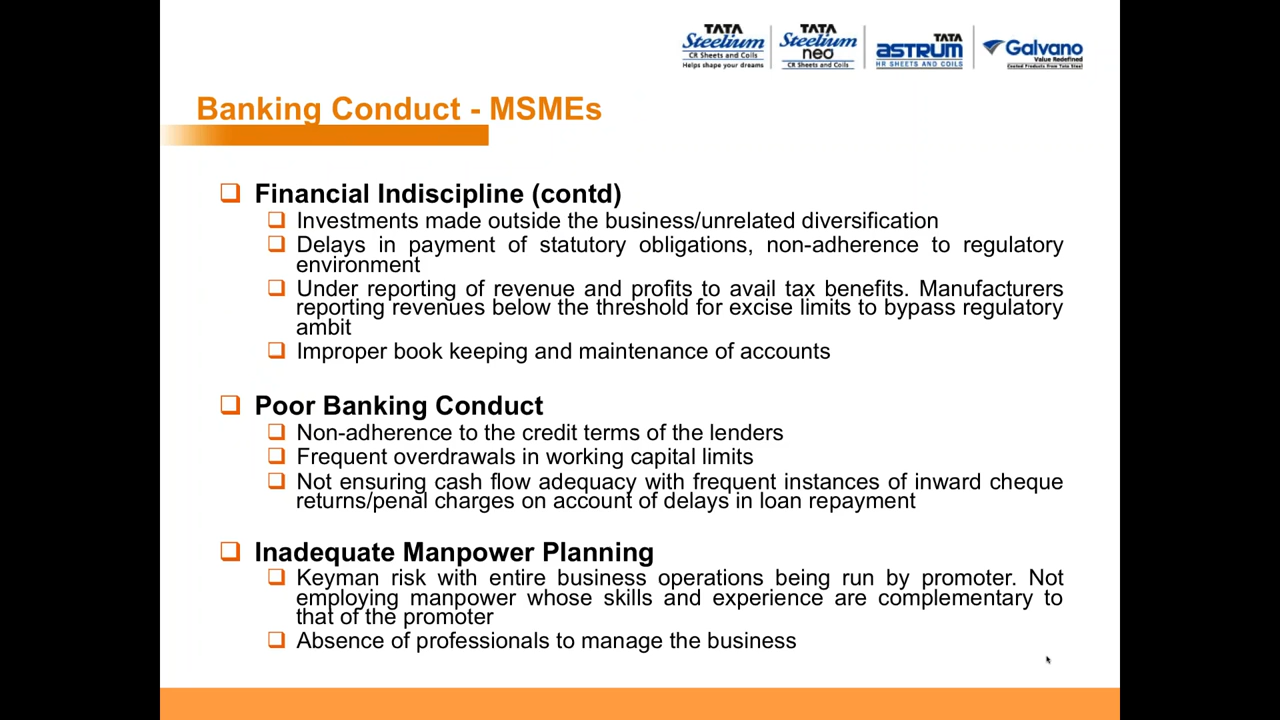 TATA
Steelium
CR Sheets and Coils
Helps shape your dreams
TATA
Steelium
neo
CR Sheets and Coils
TATA
ASTRUM
HR SHEETS AND COILS
Galvano
Value Redefined
Coated Products from Tata Steel
Banking Conduct - MSMEs
Financial Indiscipline (contd)
Investments made outside the business/unrelated diversification
Delays in payment of statutory obligations, non-adherence to regulatory
environment
Under reporting of revenue and profits to avail tax benefits. Manufacturers
reporting revenues below the threshold for excise limits to bypass regulatory
ambit
Improper book keeping and maintenance of accounts
Poor Banking Conduct
Non-adherence to the credit terms of the lenders
Frequent overdrawals in working capital limits
Not ensuring cash flow adequacy with frequent instances of inward cheque
returns/penal charges on account of delays in loan repayment
Inadequate Manpower Planning
Keyman risk with entire business operations being run by promoter. Not
employing manpower whose skills and experience are complementary to
that of the promoter
Absence of professionals to manage the business